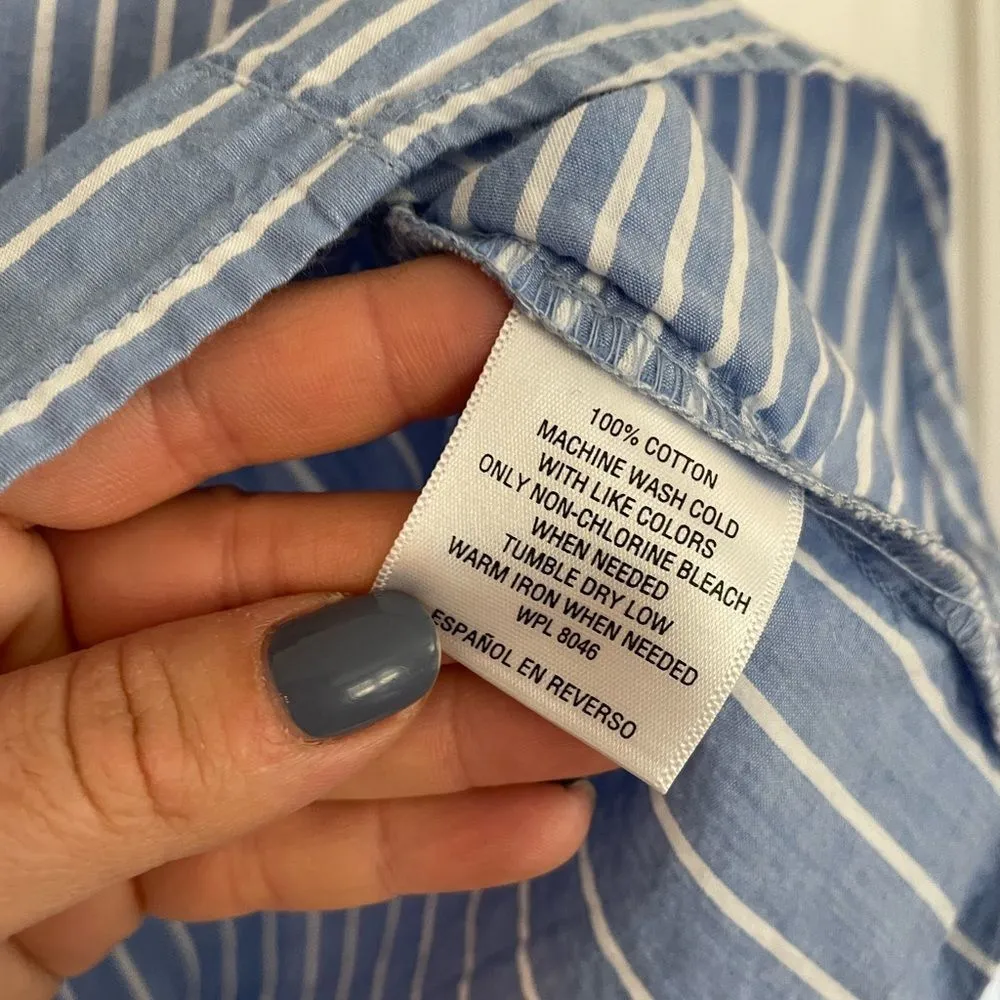 100% COTTON
MACHINE WASH COLD
WITH LIKE COLORS
ONLY NON-CHLORINE BLEACH
WHEN NEEDED
TUMBLE DRY LOW
WARM IRON WHEN NEEDED
WPL 8046
ESPAÑOL EN REVERSO